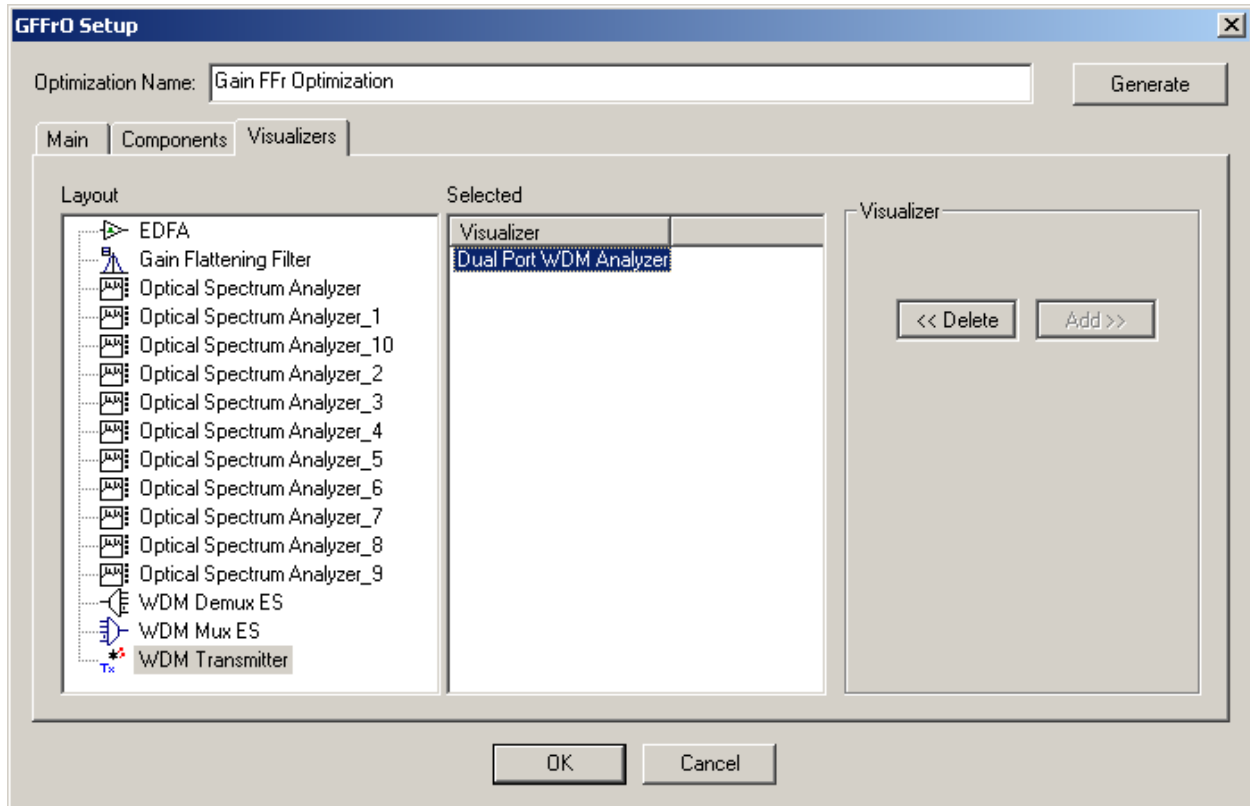 GFFrO Setup
Optimization Name: Gain FFr Optimization Generate
Main Components Visualizers
Layout Selected Visualizer
EDFA
Gain Flattening Filter
Optical Spectrum Analyzer
Optical Spectrum Analyzer_1
Optical Spectrum Analyzer_10
Optical Spectrum Analyzer_2
Optical Spectrum Analyzer_3
Optical Spectrum Analyzer_4
Optical Spectrum Analyzer_5
Optical Spectrum Analyzer_6
Optical Spectrum Analyzer_7
Optical Spectrum Analyzer_8
Optical Spectrum Analyzer_9
WDM Demux ES
WDM Mux ES
Tx WDM Transmitter
Visualizer
Dual Port WDM Analyzer
<< Delete Add >>
OK Cancel